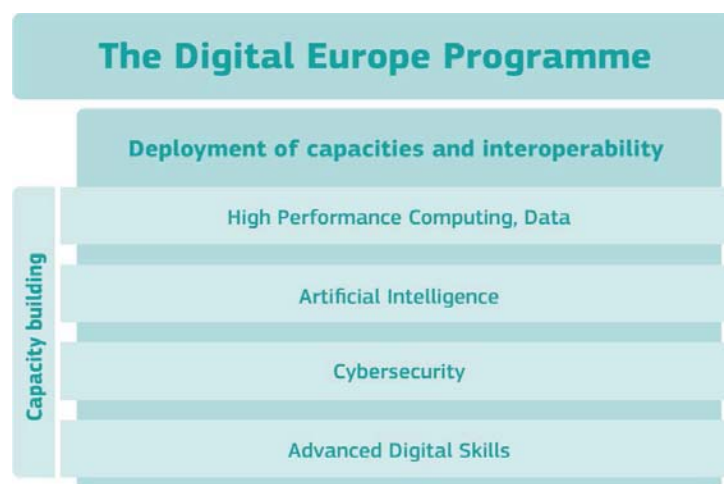 The Digital Europe Programme
Deployment of capacities and interoperability
Capacity building
High Performance Computing, Data
Artificial Intelligence
Cybersecurity
Advanced Digital Skills